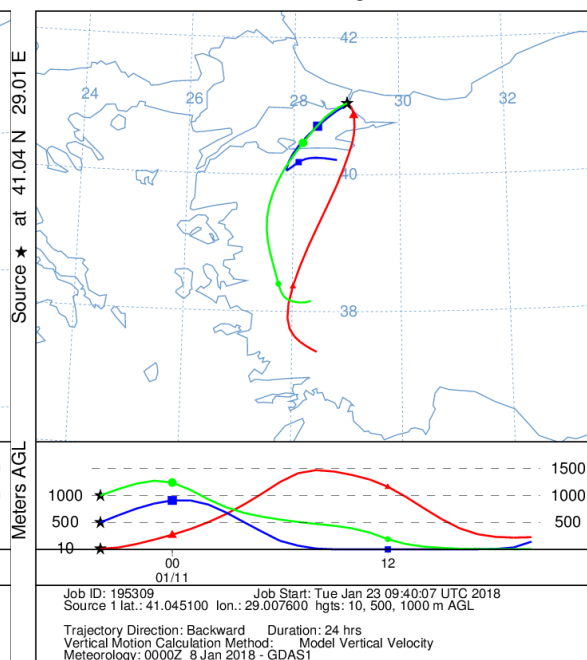 Source ★ at 41.04 N 29.01 E
42
24 26 28 30 32
40
38
Meters AGL
1500
1000 1000
500 500
10
00 12
01/11
Job ID: 195309 Job Start: Tue Jan 23 09:40:07 UTC 2018
Source 1 lat.: 41.045100 lon.: 29.007600 hgts: 10, 500, 1000 m AGL
Trajectory Direction: Backward Duration: 24 hrs
Vertical Motion Calculation Method: Model Vertical Velocity
Meteorology: 0000Z 8 Jan 2018 - GDAS1